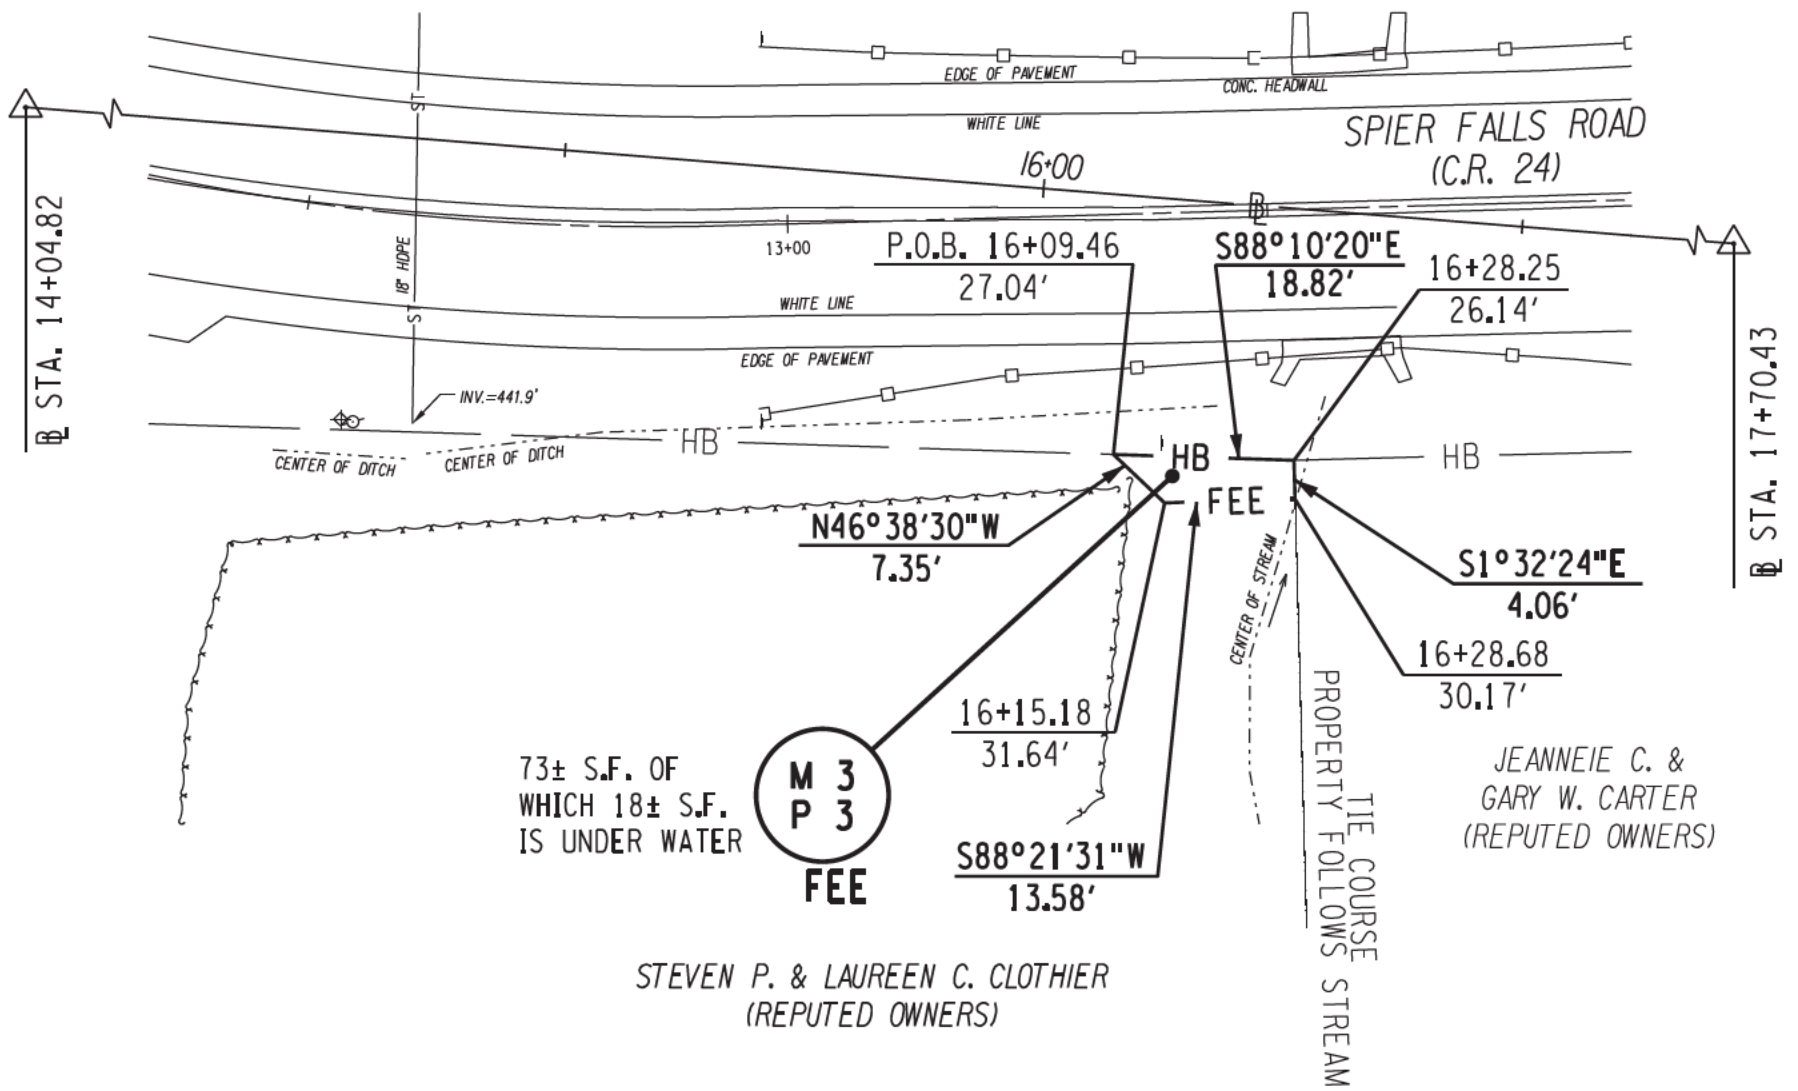 EDGE OF PAVEMENT
CONC. HEADWALL
ST
WHITE LINE
SPIER FALLS ROAD
(C.R. 24)
16+00
B STA. 14+04.82
18" HDPE
13+00
P.O.B. 16+09.46
27.04'
S88°10'20"E
18.82'
16+28.25
26.14'
ST
WHITE LINE
EDGE OF PAVEMENT
INV.=441.9'
B STA. 17+70.43
CENTER OF DITCH
CENTER OF DITCH
HB
HB
HB
FEE
N46°38'30"W
7.35'
CENTER OF STREAM
S1°32'24"E
4.06'
16+28.68
30.17'
16+15.18
31.64'
73± S.F. OF
WHICH 18± S.F.
IS UNDER WATER
M 3
P 3
FEE
S88°21'31"W
13.58'
TIE COURSE
PROPERTY FOLLOWS STREAM
JEANNEIE C. &
GARY W. CARTER
(REPUTED OWNERS)
STEVEN P. & LAUREEN C. CLOTHIER
(REPUTED OWNERS)